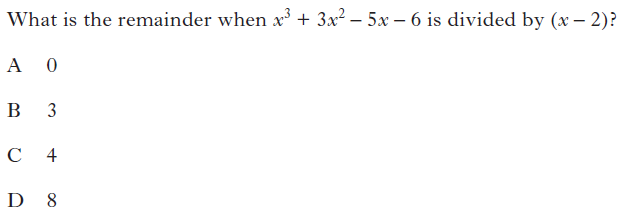 What is the remainder when x³ + 3x² – 5x – 6 is divided by (x – 2)?
A 0
B 3
C 4
D 8